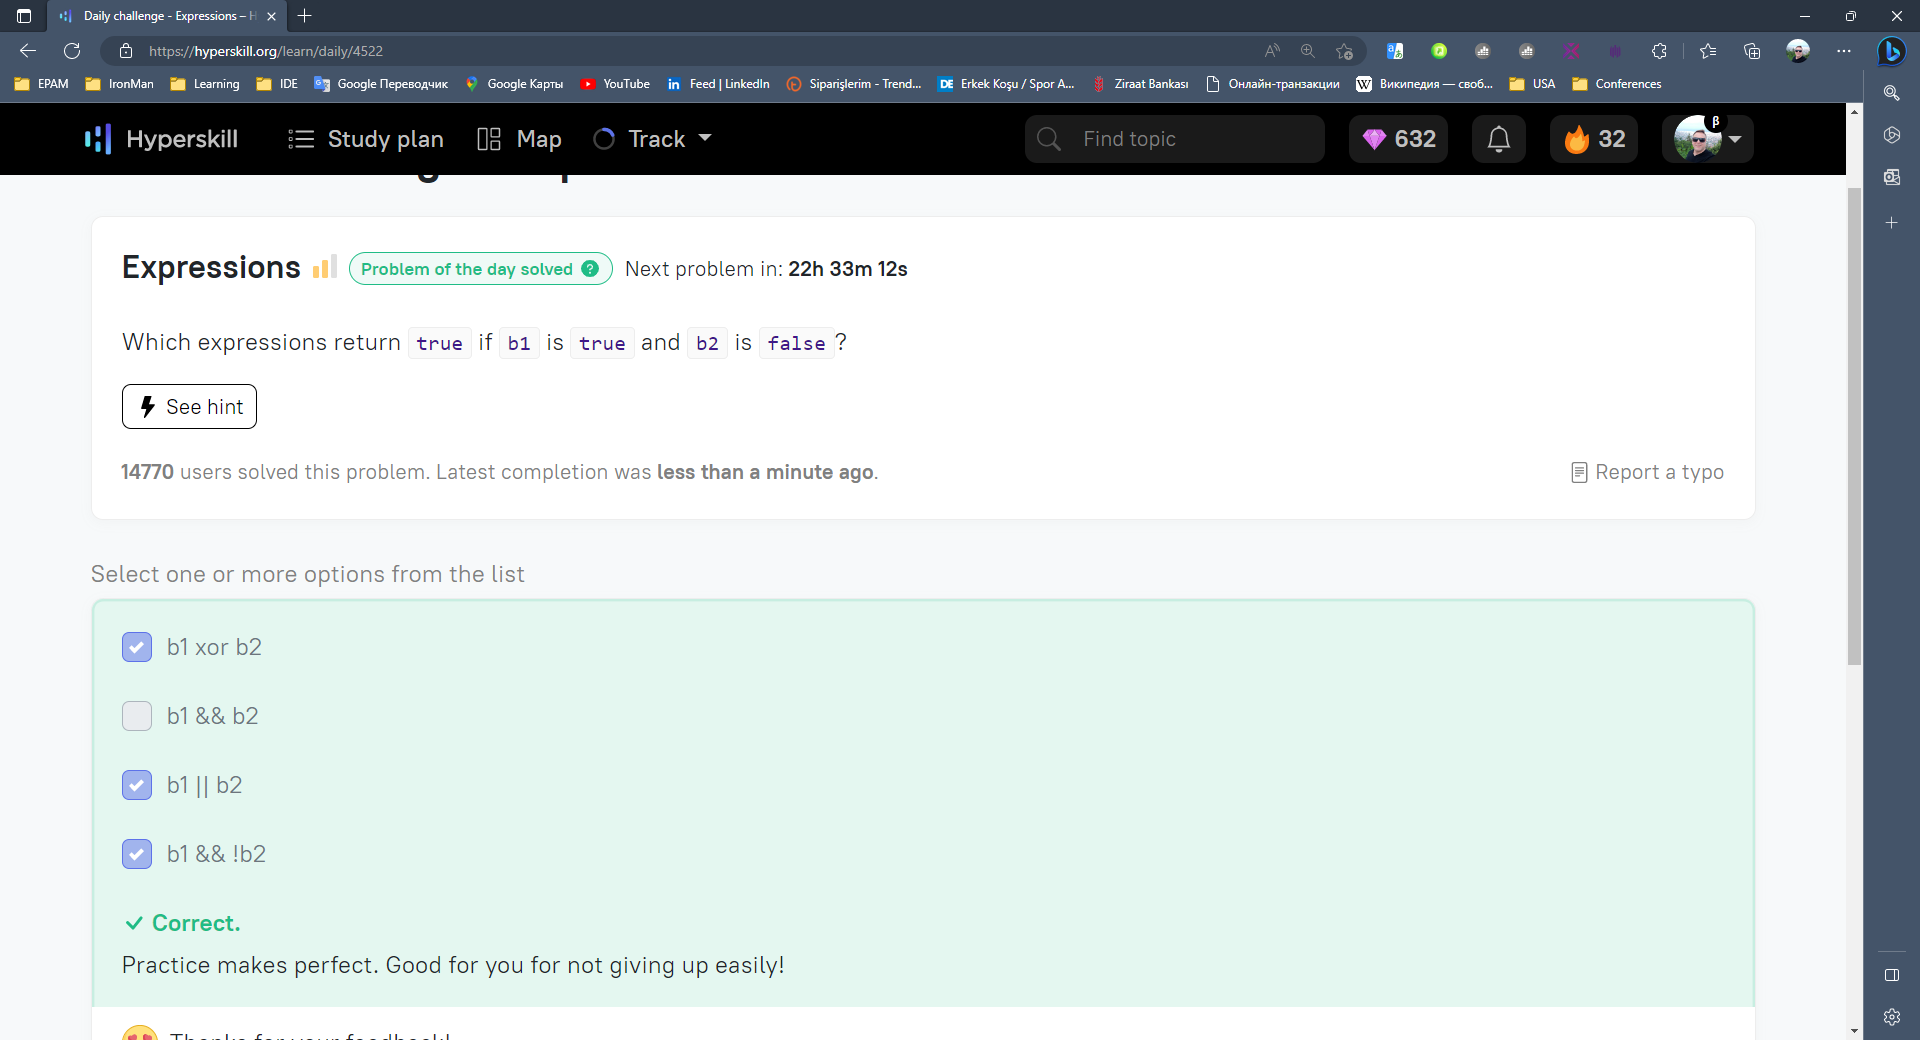 Daily challenge - Expressions – H
https://hyperskill.org/learn/daily/4522
EPAM IronMan Learning IDE Google Переводчик Google Карты YouTube Feed | LinkedIn Siparişlerim - Trend... Erkek Koşu / Spor A... Ziraat Bankası Онлайн-транзакции Википедия — своб... USA Conferences
Hyperskill Study plan Map Track Find topic 632 32 β
Expressions Problem of the day solved ? Next problem in: 22h 33m 12s
Which expressions return true if b1 is true and b2 is false?
See hint
14770 users solved this problem. Latest completion was less than a minute ago. Report a typo
Select one or more options from the list
b1 xor b2
b1 && b2
b1 || b2
b1 && !b2
Correct.
Practice makes perfect. Good for you for not giving up easily!
Thanks for your feedback!